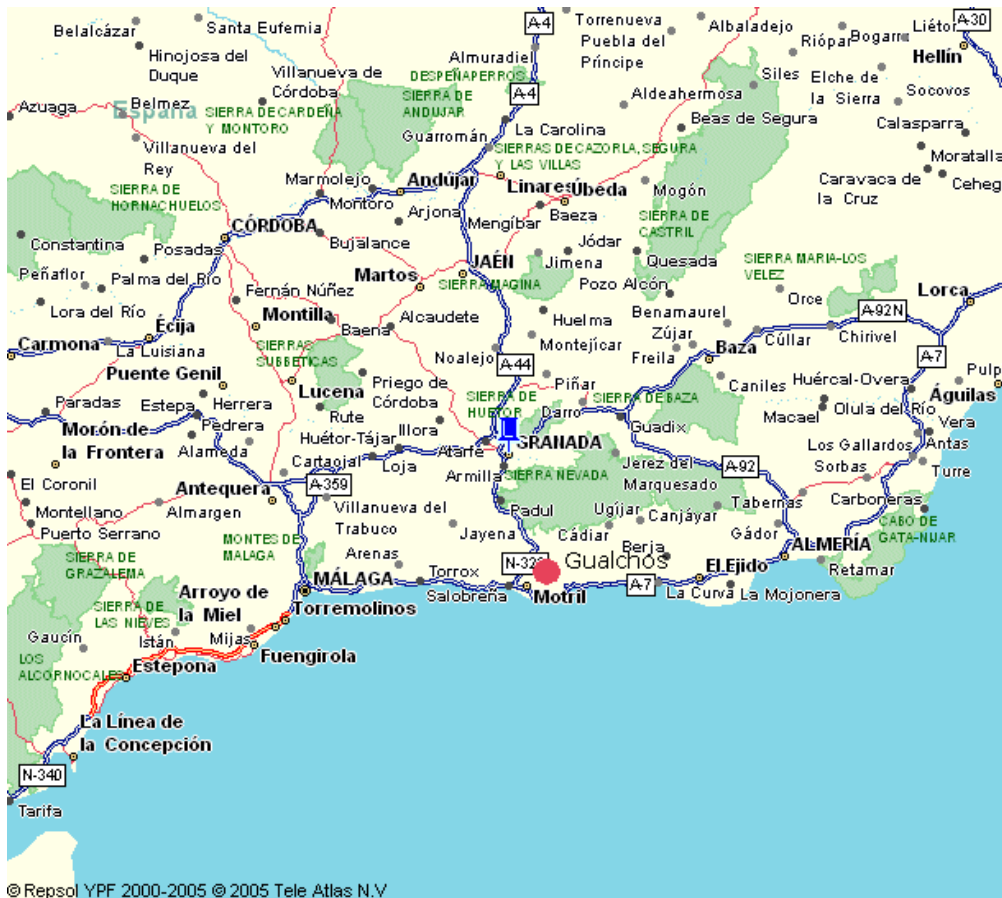 Belalcázar
Santa Eufemia
A-4
Torrenueva
Albaladejo
Liétor
A-30
Hinojosa del
Duque
Almuradiel
Puebla del
Príncipe
Riópar
Bogarra
Hellín
Villanueva de
Córdoba
DESPEÑAPERROS
Siles
Elche de
la Sierra
Azuaga
Belmez
España
SIERRA DE CARDEÑA
Y MONTORO
SIERRA DE
ANDUJAR
A-4
Aldeahermosa
Socovos
Villanueva del
Rey
Guarromán
La Carolina
Beas de Segura
Calasparra
SIERRAS DE CAZORLA, SEGURA
Y LAS VILLAS
Moratalla
SIERRA DE
HORNACHUELOS
Marmolejo
Andújar
Linares
Úbeda
Mogón
Caravaca de
la Cruz
Ceheg
Montoro
Arjona
Mengíbar
Baeza
SIERRA DE
CASTRIL
CÓRDOBA
Constantina
Posadas
Bujalance
Jódar
Peñaflor
Palma del Río
Martos
JAÉN
Jimena
Quesada
SIERRA MARIA-LOS
VELEZ
SIERRA MAGINA
Pozo Alcón
Orce
Lorca
Lora del Río
Fernán Núñez
Montilla
Baena
Alcaudete
Huelma
Benamaurel
A-92N
Écija
Carmona
La Luisiana
SIERRAS
SUBBETICAS
Noalejo
Montejícar
Zújar
Freila
Baza
Cúllar
Chirivel
A-7
Puente Genil
A-44
Lucena
Priego de
Córdoba
Piñar
Caniles
Huércal-Overa
Pulp
Águilas
Paradas
Estepa
Herrera
Rute
SIERRA DE
HUETOR
SIERRA DE BAZA
Darro
Macael
Olula del Río
Morón de
la Frontera
Pedrera
Huétor-Tájar
Illora
Guadix
Vera
Alameda
Atarfe
GRANADA
Los Gallardos
Antas
Cartaojal
Loja
Armilla
SIERRA NEVADA
Jerez del
Marquesado
A-92
Sorbas
Turre
El Coronil
Antequera
A-359
Montellano
Almargen
Villanueva del
Trabuco
Padul
Ugíjar
Tabernas
Carboneras
Puerto Serrano
MONTES DE
MALAGA
Jayena
Cádiar
Canjáyar
Gádor
CABO DE
GATA-NIJAR
SIERRA DE
GRAZALEMA
Arenas
N-323
Gualchos
Berja
ALMERÍA
MÁLAGA
Torrox
El Ejido
Retamar
Arroyo de
la Miel
Torremolinos
Salobreña
Motril
A-7
La Curva
La Mojonera
SIERRA DE
LAS NIEVES
Gaucín
Istán
Mijas
Fuengirola
LOS
ALCORNOCALES
Estepona
La Línea de
la Concepción
N-340
Tarifa
© Repsol YPF 2000-2005 © 2005 Tele Atlas N.V